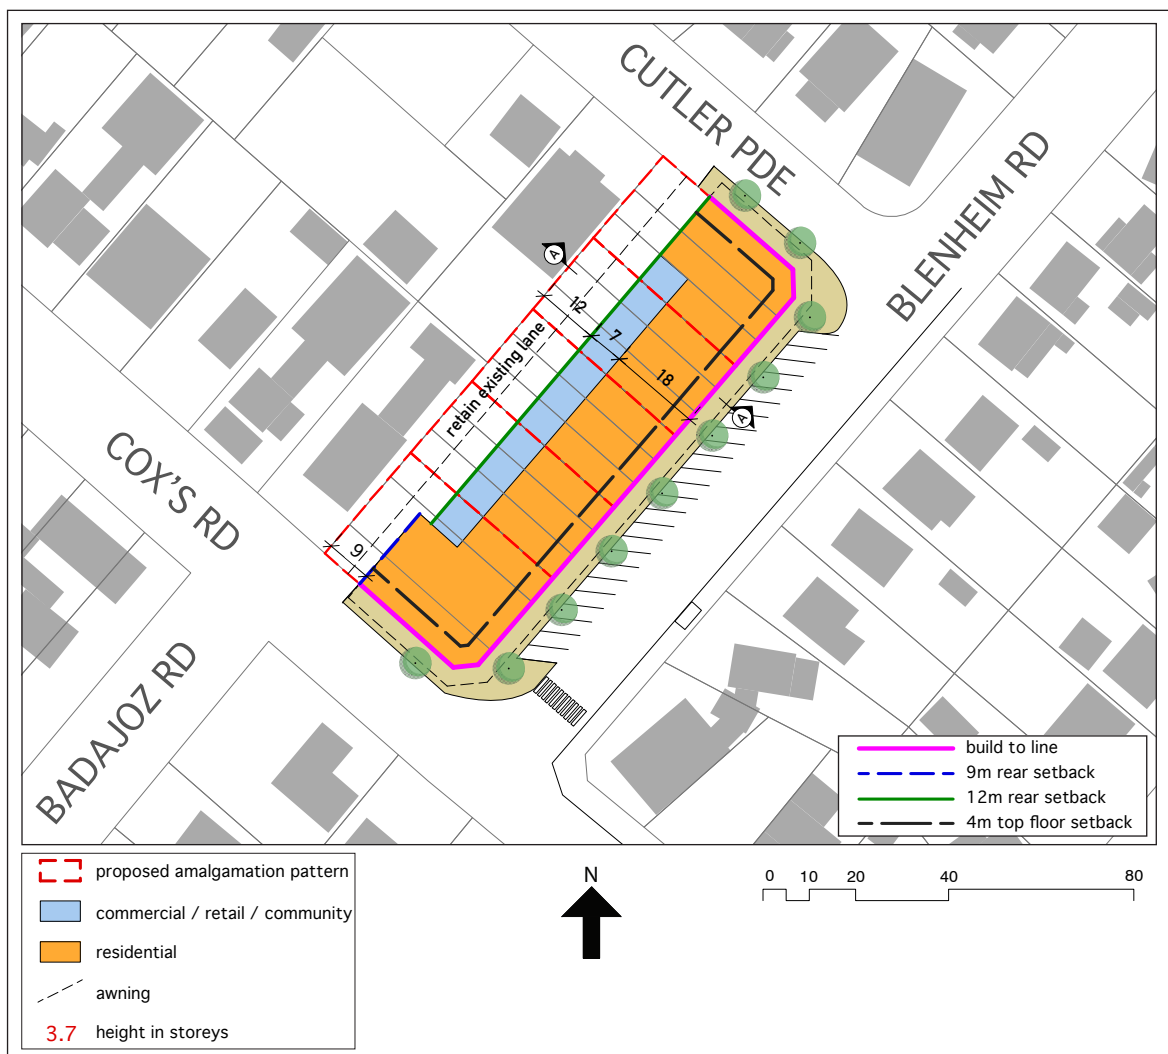 CUTLER PDE
BLENHEIM RD
A
12
7
retain existing lane
18
A
COX'S RD
9
BADAJOZ RD
build to line
9m rear setback
12m rear setback
4m top floor setback
proposed amalgamation pattern
commercial / retail / community
residential
awning
3.7 height in storeys
N
0 10 20 40 80